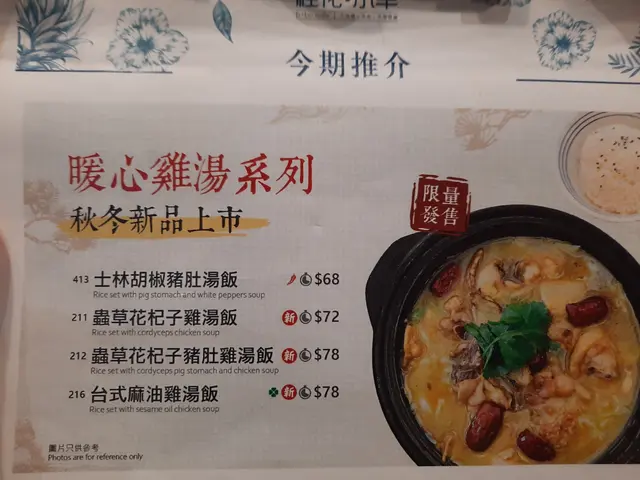 今期推介
暖心雞湯系列
秋冬新品上市
限量
發售
413 士林胡椒豬肚湯飯 $68
Rice set with pig stomach and white peppers soup
211 蟲草花杞子雞湯飯 新 $72
Rice set with cordyceps chicken soup
212 蟲草花杞子豬肚雞湯飯 新 $78
Rice set with cordyceps pig stomach and chicken soup
216 台式麻油雞湯飯 新 $78
Rice set with sesame oil chicken soup
圖片只供參考
Photos are for reference only